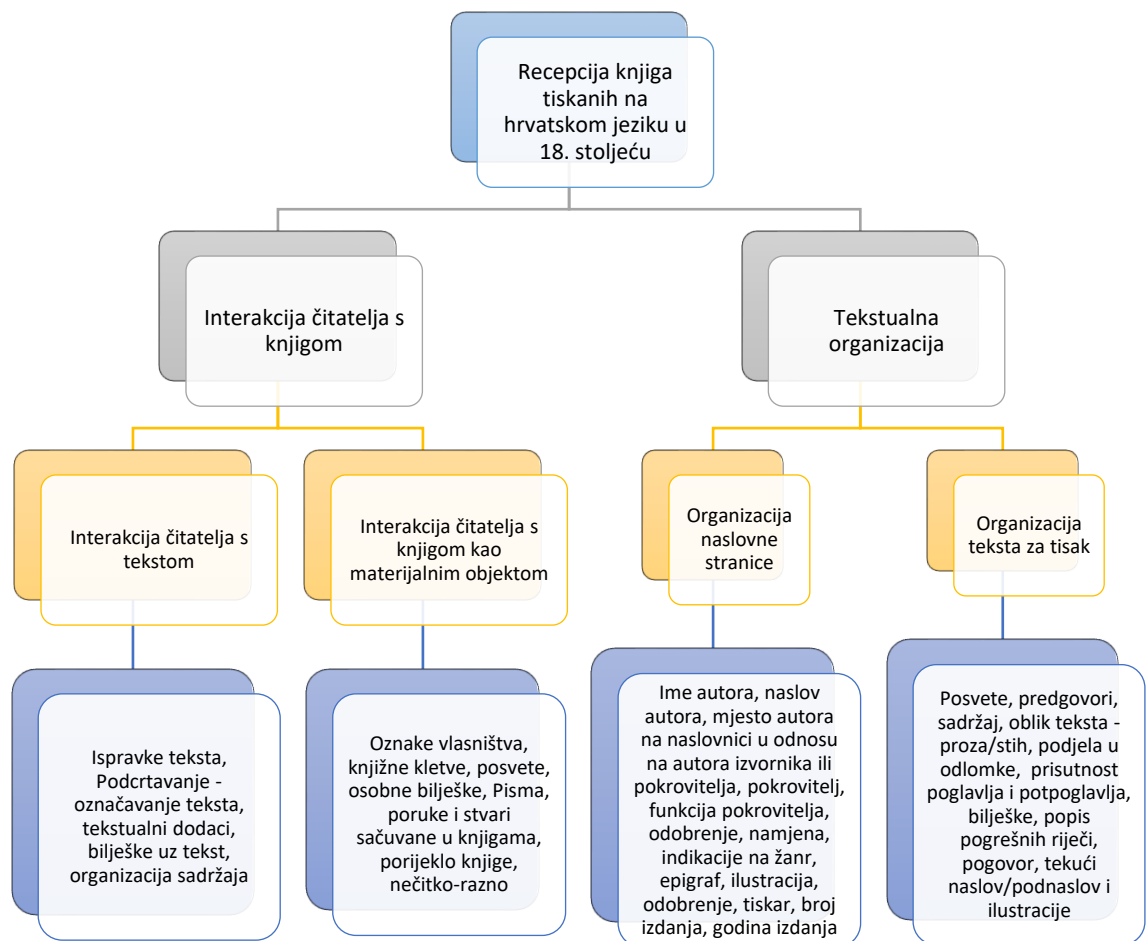 Recepcija knjiga
tiskanih na
hrvatskom jeziku u
18. stoljeću
Interakcija čitatelja s
knjigom
Tekstualna
organizacija
Interakcija čitatelja s
tekstom
Interakcija čitatelja s
knjigom kao
materijalnim objektom
Organizacija
naslovne
stranice
Organizacija
teksta za tisak
Ispravke teksta,
Podcrtavanje -
označavanje teksta,
tekstualni dodaci,
bilješke uz tekst,
organizacija sadržaja
Oznake vlasništva,
knjižne kletve, posvete,
osobne bilješke, Pisma,
poruke i stvari
sačuvane u knjigama,
porijeklo knjige,
nečitko-razno
Ime autora, naslov
autora, mjesto autora
na naslovnici u odnosu
na autora izvornika ili
pokrovitelja, pokrovitelj,
funkcija pokrovitelja,
odobrenje, namjena,
indikacije na žanr,
epigraf, ilustracija,
odobrenje, tiskar, broj
izdanja, godina izdanja
Posvete, predgovori,
sadržaj, oblik teksta -
proza/stih, podjela u
odlomke, prisutnost
poglavlja i potpoglavlja,
bilješke, popis
pogrešnih riječi,
pogovor, tekući
naslov/podnaslov i
ilustracije